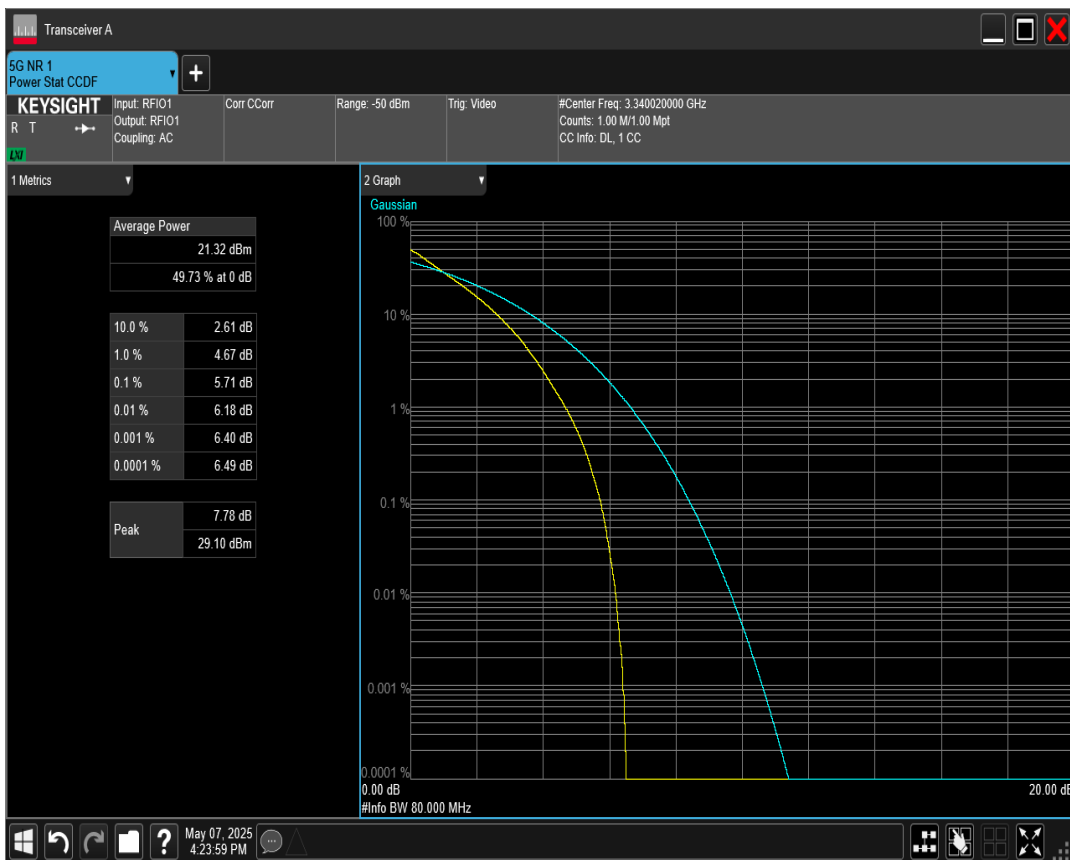 Transceiver A
5G NR 1
Power Stat CCDF
KEYSIGHT
R T
LXI
Input: RFIO1
Output: RFIO1
Coupling: AC
Corr CCorr
Range: -50 dBm
Trig: Video
#Center Freq: 3.340020000 GHz
Counts: 1.00 M/1.00 Mpt
CC Info: DL, 1 CC
1 Metrics
Average Power
21.32 dBm
49.73 % at 0 dB
10.0 % 2.61 dB
1.0 % 4.67 dB
0.1 % 5.71 dB
0.01 % 6.18 dB
0.001 % 6.40 dB
0.0001 % 6.49 dB
Peak 7.78 dB
29.10 dBm
2 Graph
Gaussian
100 %
10 %
1 %
0.1 %
0.01 %
0.001 %
0.0001 %
0.00 dB 20.00 dB
#Info BW 80.000 MHz
?
May 07, 2025
4:23:59 PM